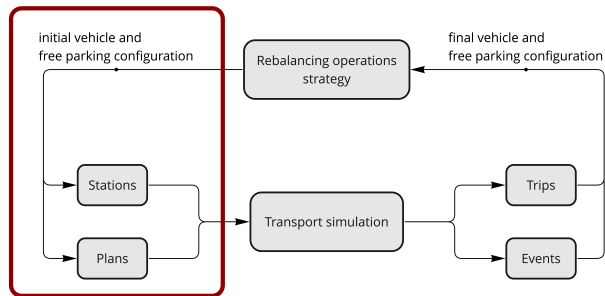 initial vehicle and
free parking configuration
Rebalancing operations
strategy
final vehicle and
free parking configuration
Stations
Plans
Transport simulation
Trips
Events